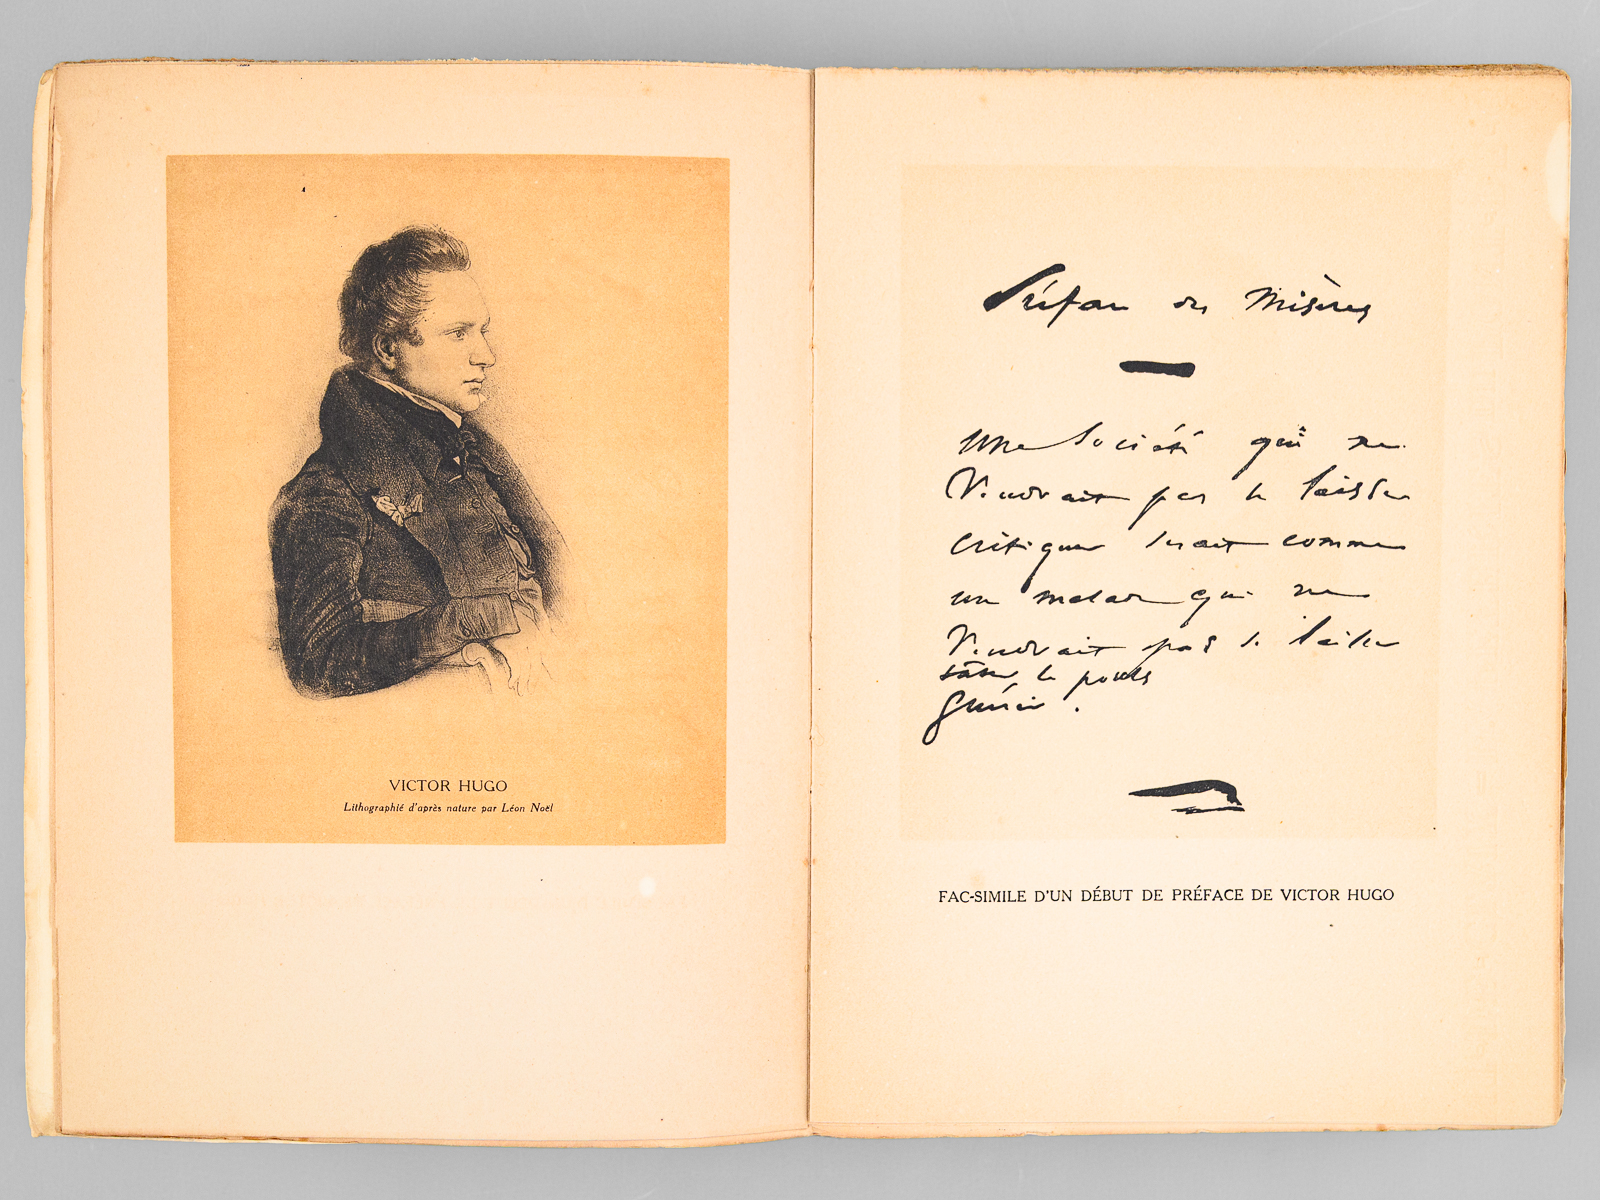 VICTOR HUGO
Lithographié d'après nature par Léon Noël
Préface des Misères
Une Société qui ne
Voudrait pas se laisser
critiquer serait comme
un malade qui ne
Voudrait pas se laisser
tâter le pouls
guérir.
FAC-SIMILE D'UN DÉBUT DE PRÉFACE DE VICTOR HUGO